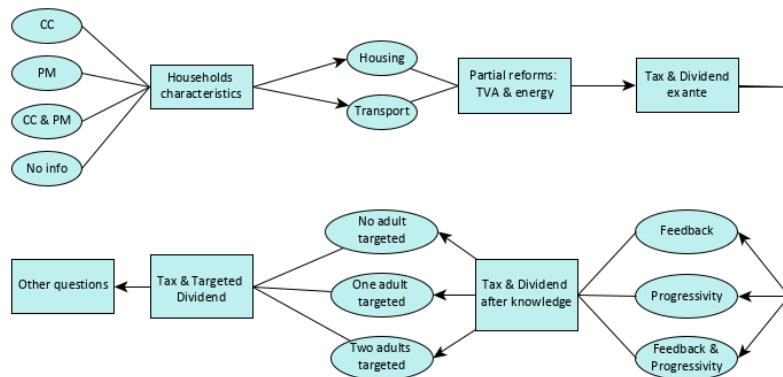 CC
PM
CC & PM
No info
Households
characteristics
Housing
Transport
Partial reforms:
TVA & energy
Tax & Dividend
ex ante
Other questions
Tax & Targeted
Dividend
No adult
targeted
One adult
targeted
Two adults
targeted
Tax & Dividend
after knowledge
Feedback
Progressivity
Feedback &
Progressivity